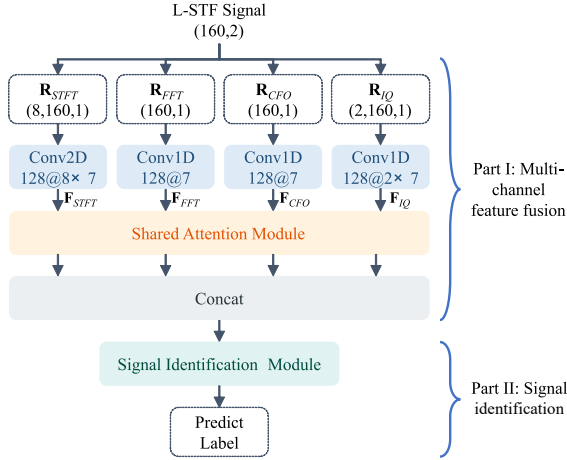 L-STF Signal
(160,2)
R_STFT
(8,160,1)
R_FFT
(160,1)
R_CFO
(160,1)
R_IQ
(2,160,1)
Conv2D
128@8× 7
Conv1D
128@7
Conv1D
128@7
Conv1D
128@2× 7
F_STFT
F_FFT
F_CFO
F_IQ
Shared Attention Module
Concat
Part I: Multi-
channel
feature fusion
Signal Identification Module
Predict
Label
Part II: Signal
identification